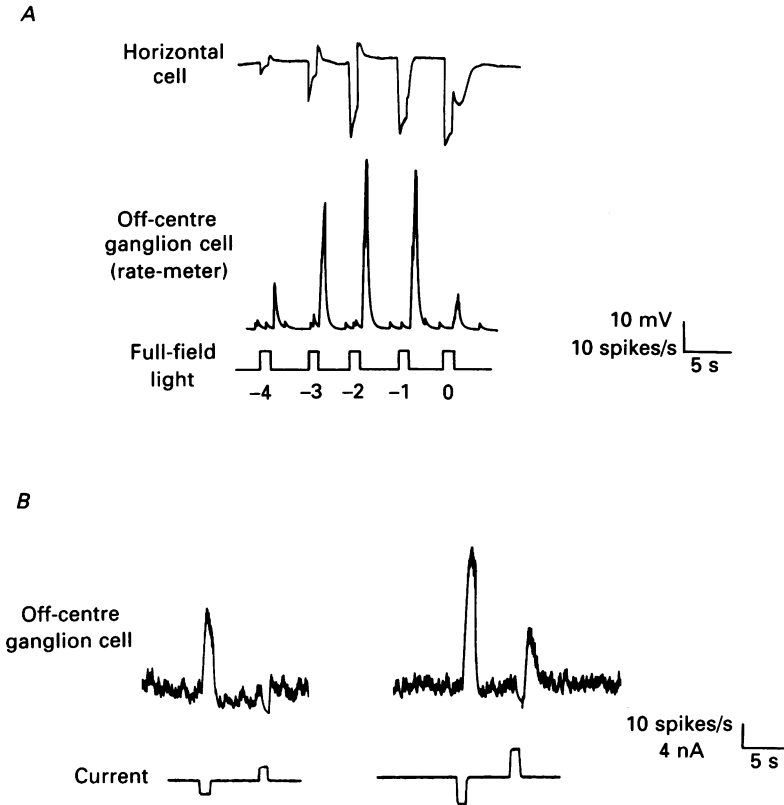 A
Horizontal
cell
Off-centre
ganglion cell
(rate-meter)
10 mV
10 spikes/s
5 s
Full-field
light
–4 –3 –2 –1 0
B
Off-centre
ganglion cell
10 spikes/s
4 nA
5 s
Current